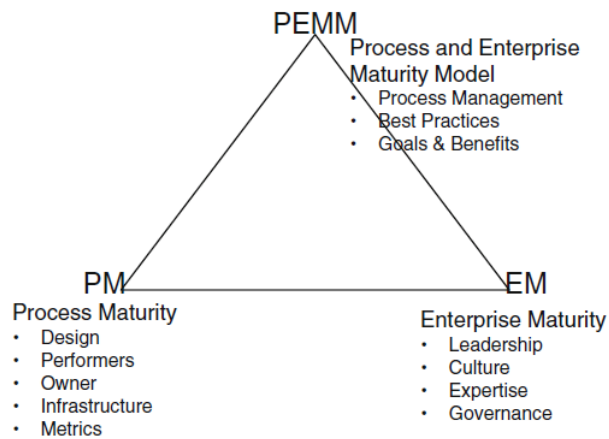 PEMM
Process and Enterprise
Maturity Model
• Process Management
• Best Practices
• Goals & Benefits
PM
Process Maturity
• Design
• Performers
• Owner
• Infrastructure
• Metrics
EM
Enterprise Maturity
• Leadership
• Culture
• Expertise
• Governance